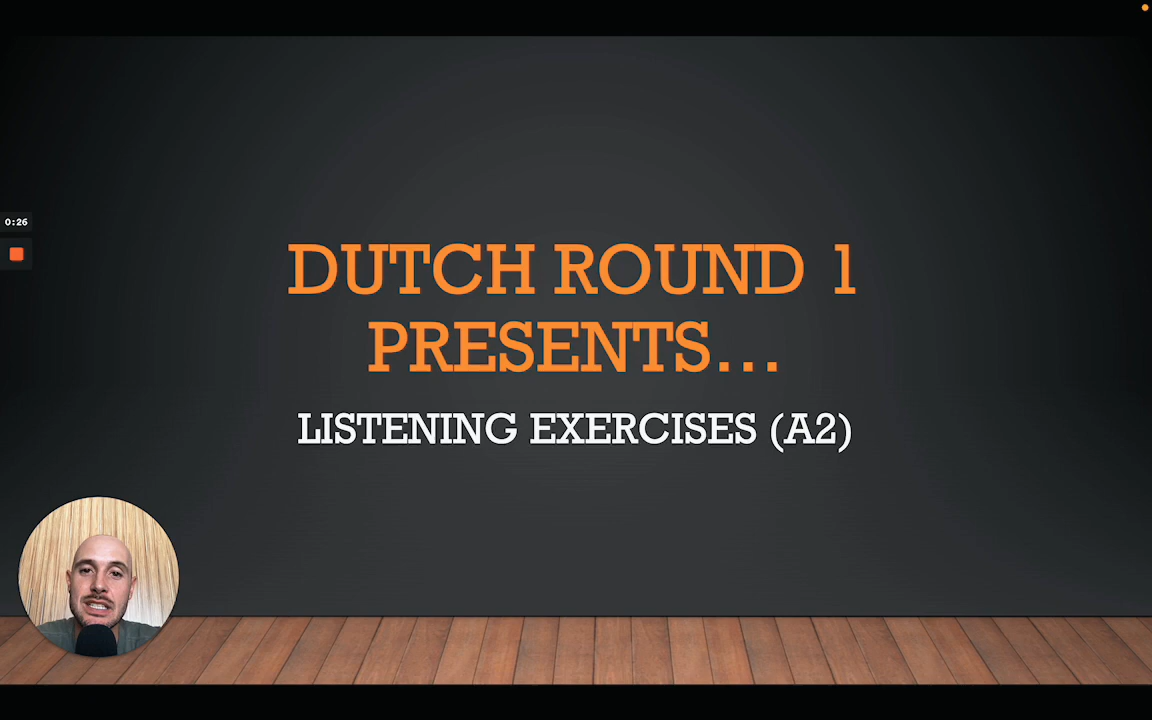 0:26
DUTCH ROUND 1
PRESENTS...
LISTENING EXERCISES (A2)